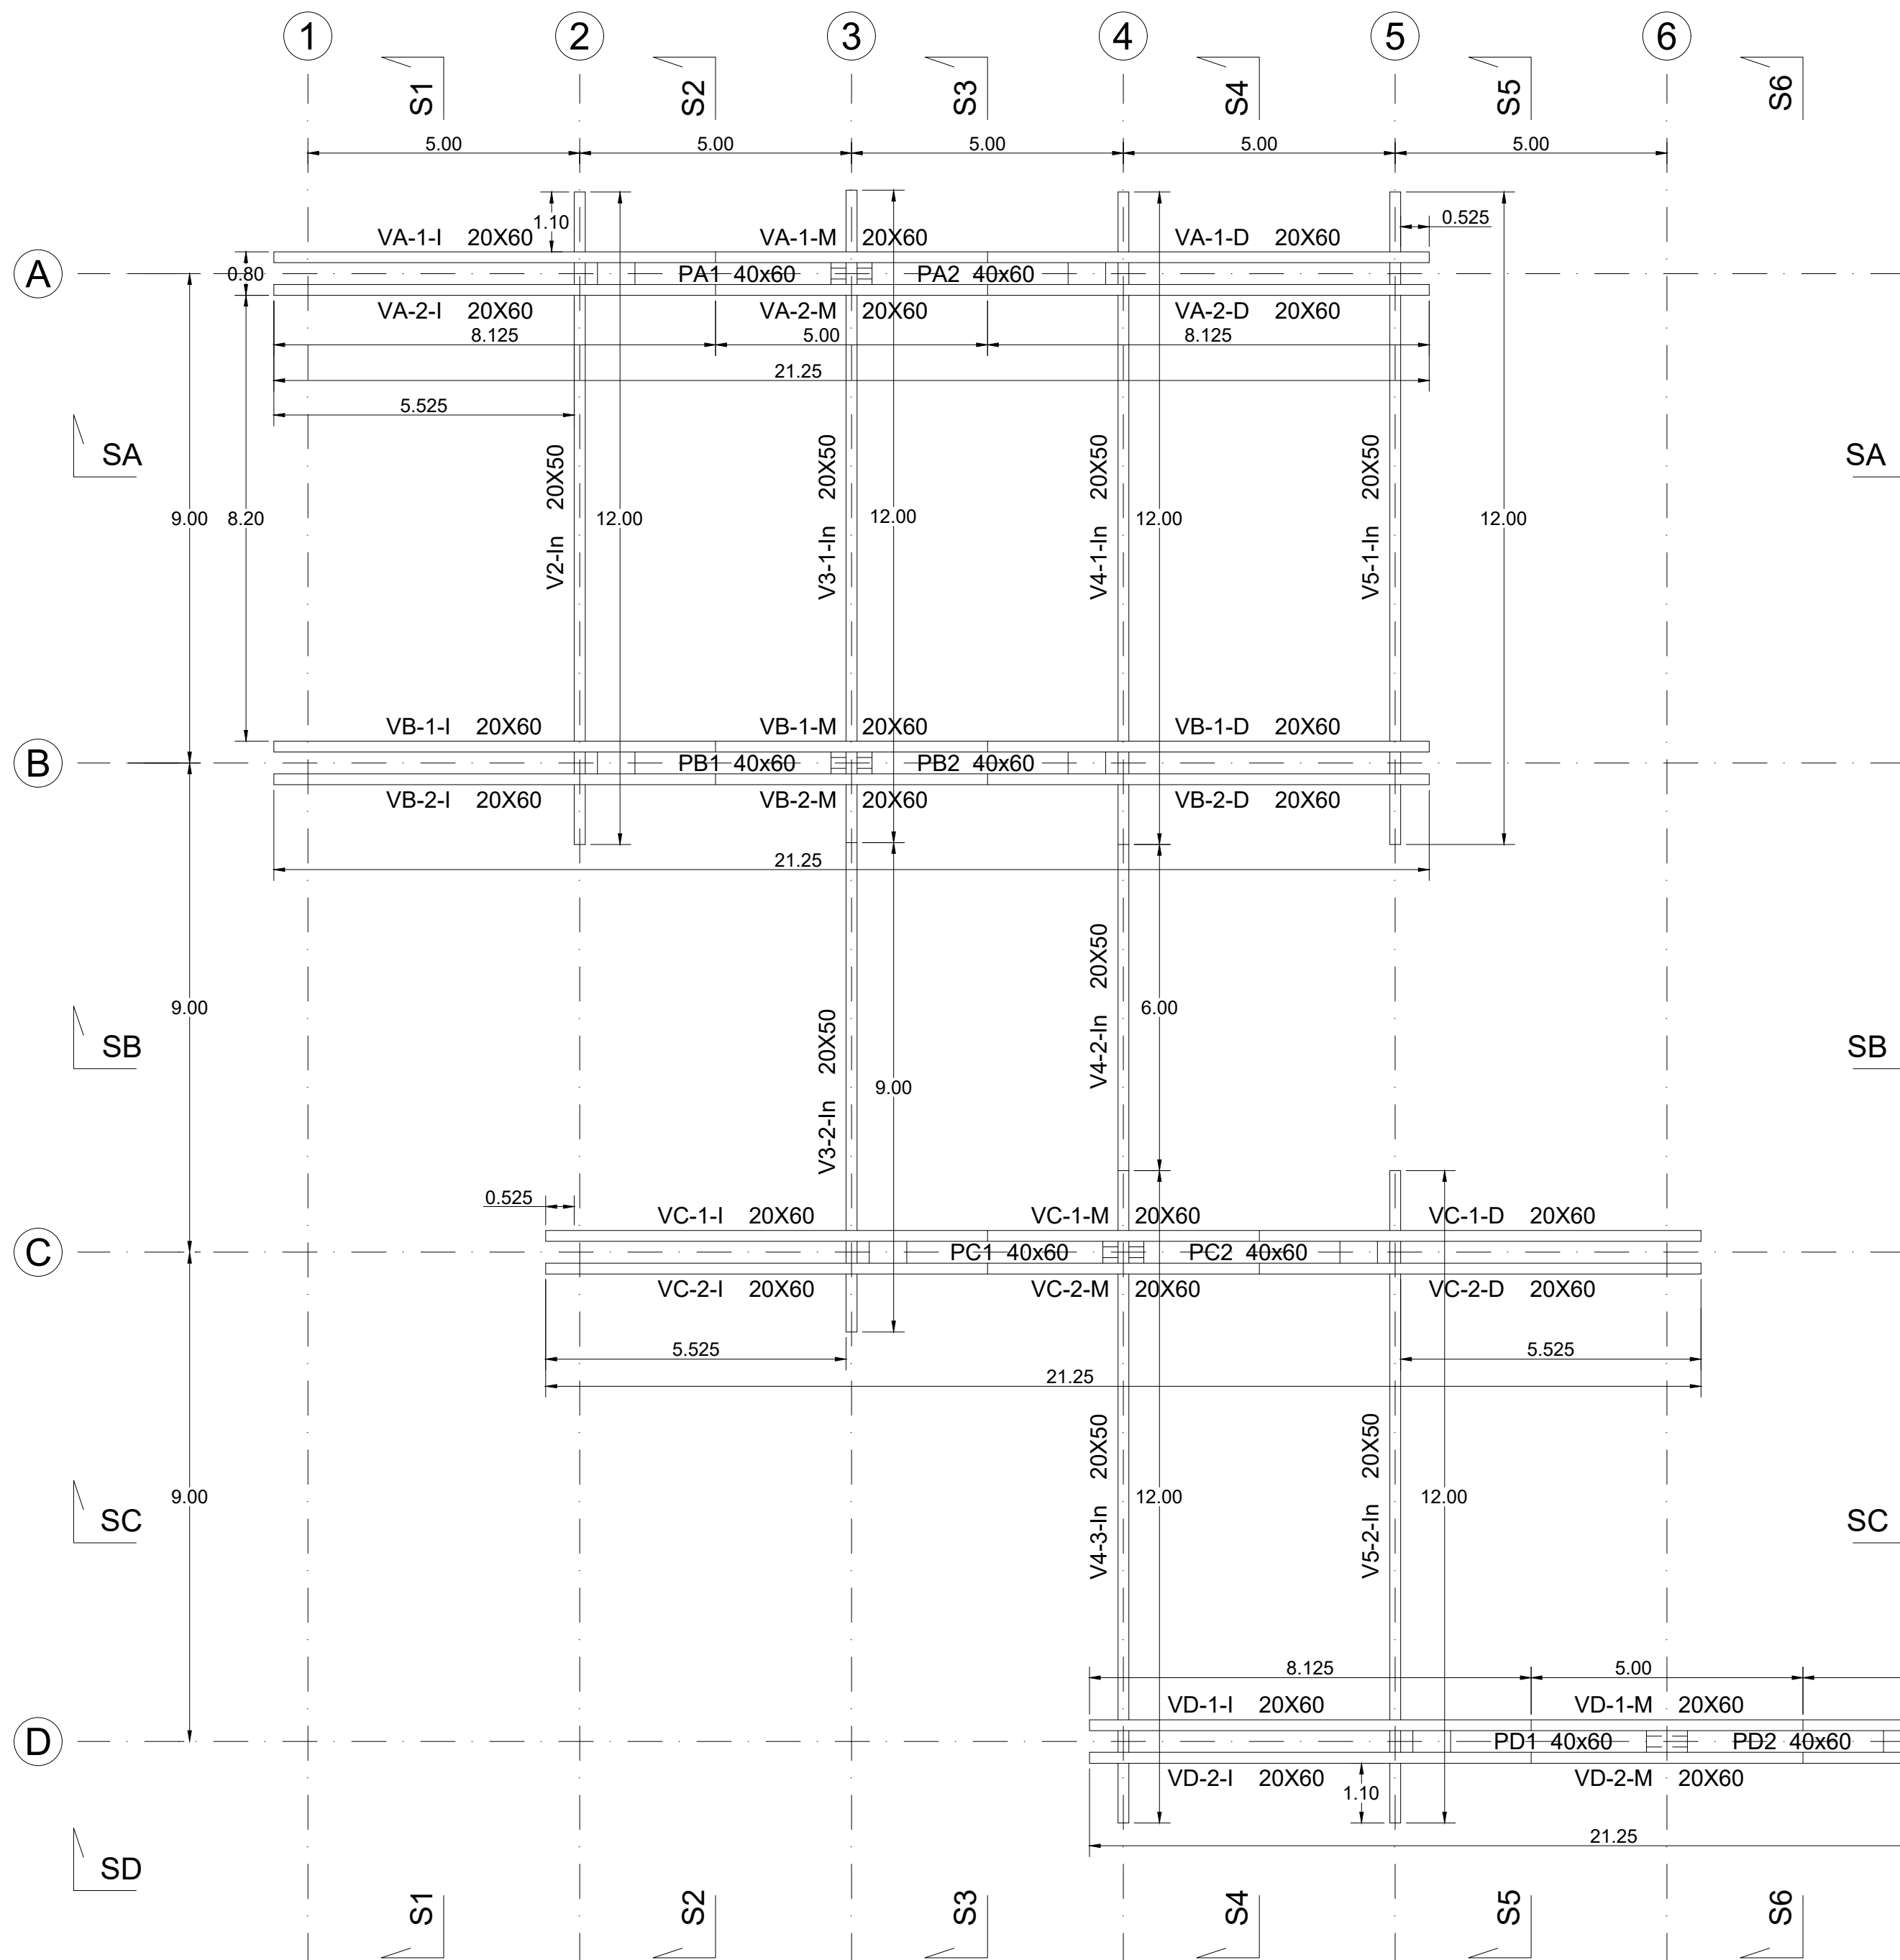 1 2 3 4 5 6
S1 S2 S3 S4 S5 S6
5.00 5.00 5.00 5.00 5.00
1.10 0.525
VA-1-I 20X60 VA-1-M 20X60 VA-1-D 20X60
A 0.80 PA1 40x60 PA2 40x60
VA-2-I 20X60 VA-2-M 20X60 VA-2-D 20X60
8.125 5.00 8.125
21.25
5.525
SA SA
V2-In 20X50 V3-1-In 20X50 V4-1-In 20X50 V5-1-In 20X50
9.00 8.20 12.00 12.00 12.00 12.00
VB-1-I 20X60 VB-1-M 20X60 VB-1-D 20X60
B PB1 40x60 PB2 40x60
VB-2-I 20X60 VB-2-M 20X60 VB-2-D 20X60
21.25
9.00 V4-2-In 20X50 6.00
SB SB
V3-2-In 20X50 9.00
0.525
VC-1-I 20X60 VC-1-M 20X60 VC-1-D 20X60
C PC1 40x60 PC2 40x60
VC-2-I 20X60 VC-2-M 20X60 VC-2-D 20X60
5.525 5.525
21.25
9.00 V4-3-In 20X50 12.00 V5-2-In 20X50 12.00
SC SC
8.125 5.00
VD-1-I 20X60 VD-1-M 20X60
D PD1 40x60 PD2 40x60
VD-2-I 20X60 VD-2-M 20X60
1.10
21.25
SD
S1 S2 S3 S4 S5 S6